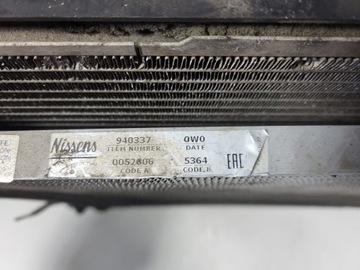 Nissens
940337 0W0
ITEM NUMBER DATE
0052806 5364
CODE A CODE B
EAC